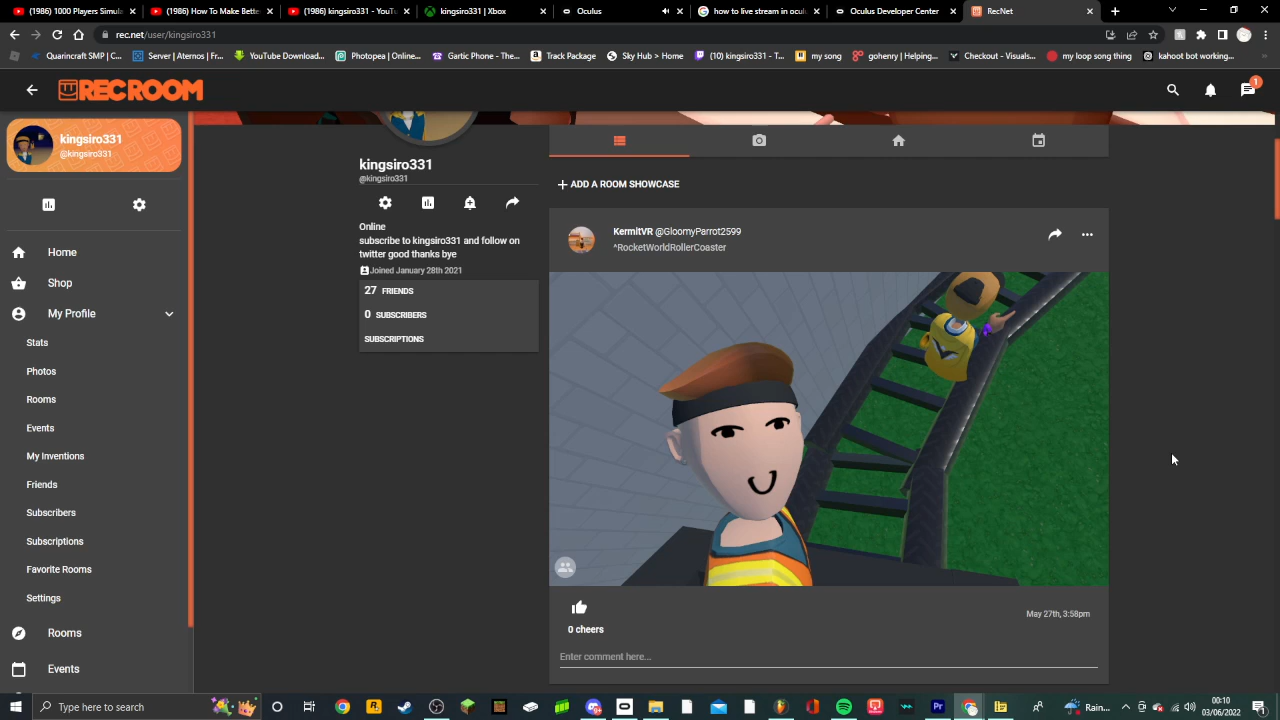 (1986) 1000 Players Simula
(1986) How To Make Bette
(1986) kingsiro331 - YouTu
kingsiro331 | Xbox
Oculus
how to live stream in ocul
Oculus Developer Center
RecNet
rec.net/user/kingsiro331
Quaricraft SMP | C...
Server | Aternos | F...
YouTube Downloade...
Photopea | Online P...
Gartic Phone - The...
Track Package
Sky Hub > Home
(10) kingsiro331 - T...
my song
gohenry | Helping...
Checkout - Visuals...
my loop song thing
kahoot bot working...
RECROOM
1
kingsiro331
@kingsiro331
Home
Shop
My Profile
Stats
Photos
Rooms
Events
My Inventions
Friends
Subscribers
Subscriptions
Favorite Rooms
Settings
Rooms
Events
kingsiro331
@kingsiro331
Online
subscribe to kingsiro331 and follow on
twitter good thanks bye
Joined January 28th 2021
27 FRIENDS
0 SUBSCRIBERS
SUBSCRIPTIONS
ADD A ROOM SHOWCASE
KermitVR @GloomyParrot2599
^RocketWorldRollerCoaster
0 cheers
May 27th, 3:58pm
Enter comment here...
Type here to search
Rain...
00:10
03/06/2022